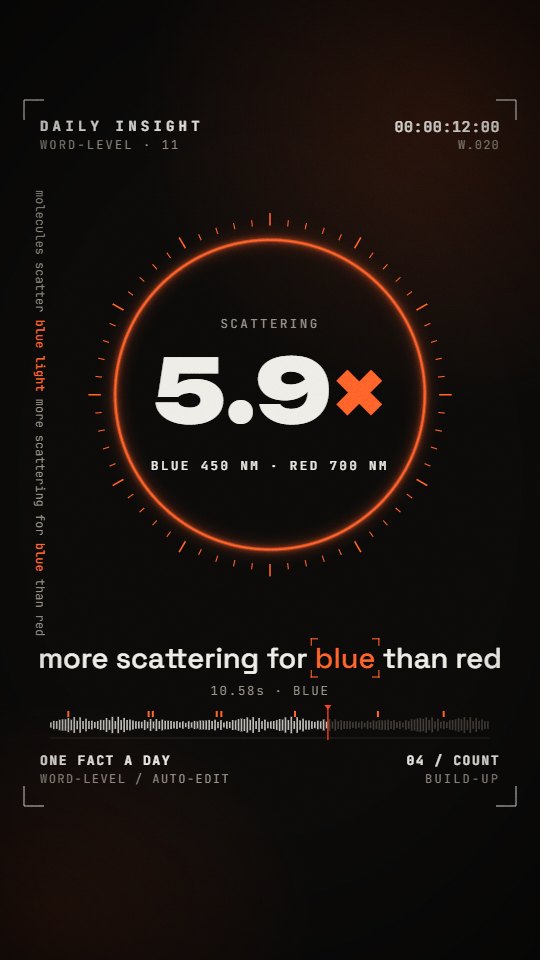 DAILY INSIGHT
WORD-LEVEL · 11
00:00:12:00
W.020
molecules scatter blue light more scattering for blue than red
SCATTERING
5.9×
BLUE 450 NM · RED 700 NM
more scattering for blue than red
10.58s · BLUE
ONE FACT A DAY
WORD-LEVEL / AUTO-EDIT
04 / COUNT
BUILD-UP